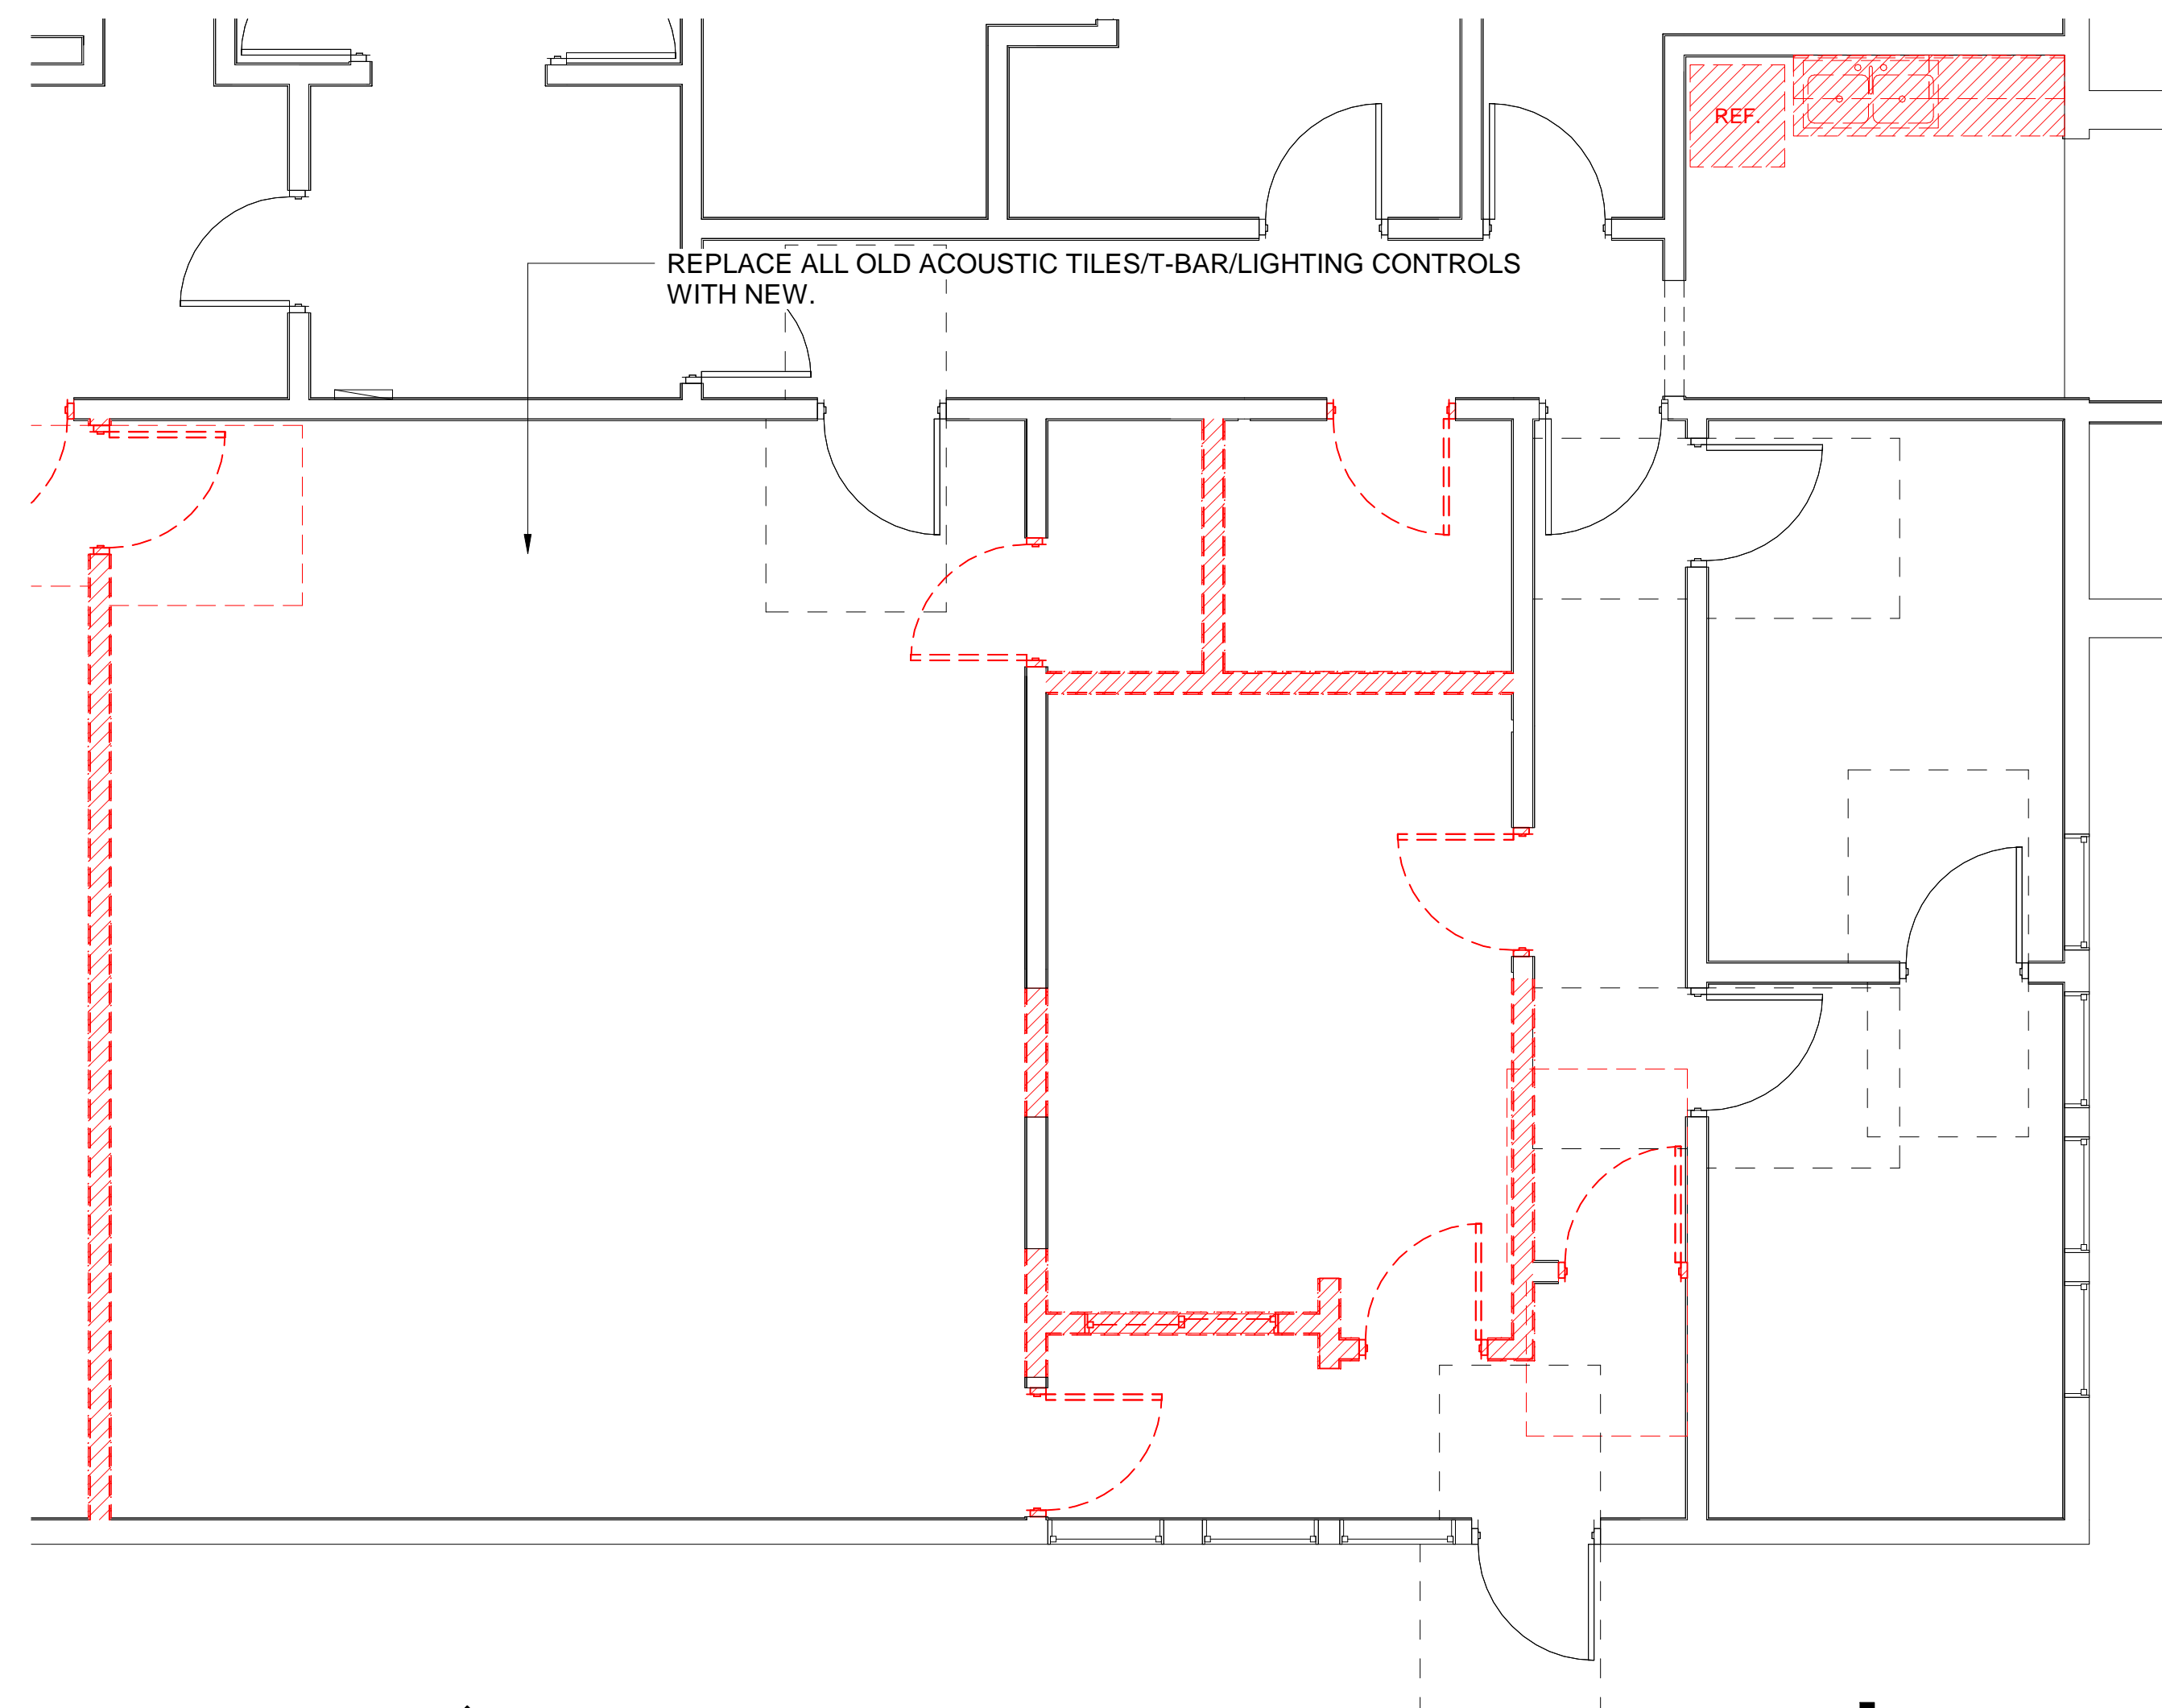 REF.
REPLACE ALL OLD ACOUSTIC TILES/T-BAR/LIGHTING CONTROLS
WITH NEW.